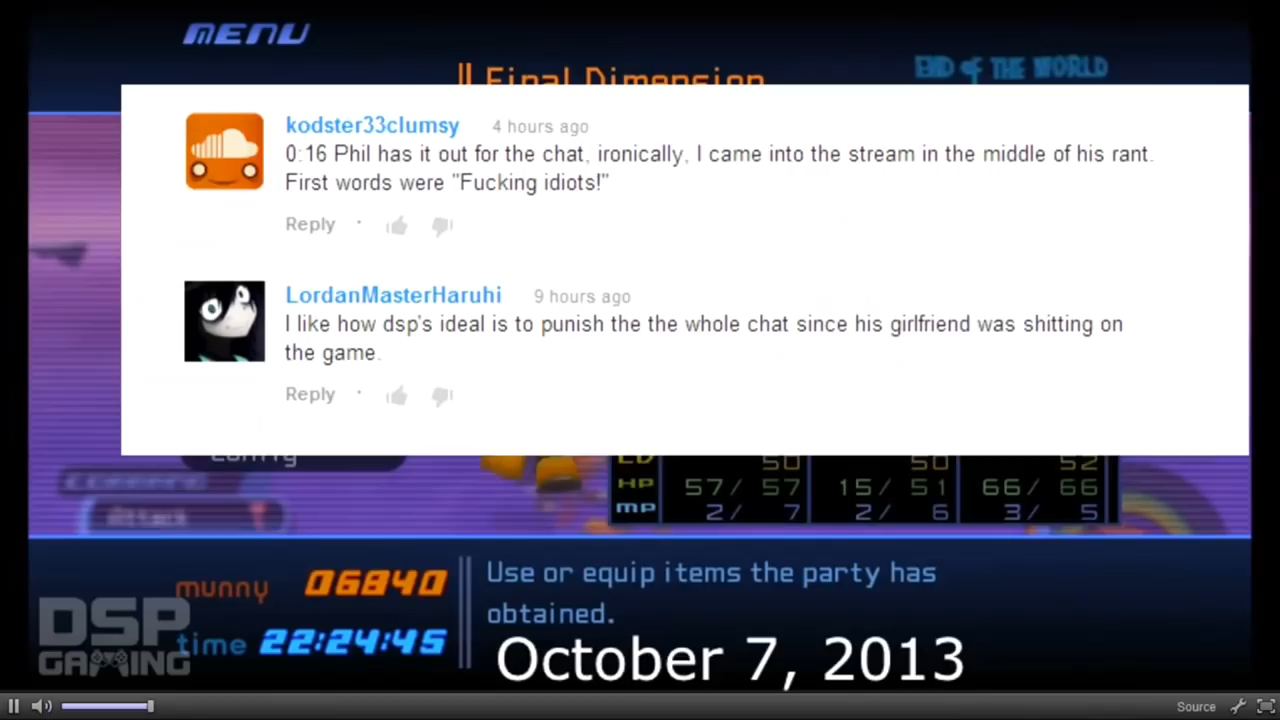 MENU
Final Dimension
END of THE WORLD
kodster33clumsy 4 hours ago
0:16 Phil has it out for the chat, ironically, I came into the stream in the middle of his rant.
First words were "Fucking idiots!"
Reply ·
LordanMasterHaruhi 9 hours ago
I like how dsp's ideal is to punish the the whole chat since his girlfriend was shitting on
the game.
Reply ·
Config
Attack
LV 50 50 52
HP 57/ 57 15/ 51 66/ 66
MP 2/ 7 2/ 6 3/ 5
munny 06840
time 22:24:45
Use or equip items the party has
obtained.
DSP
GAMING
October 7, 2013
Source